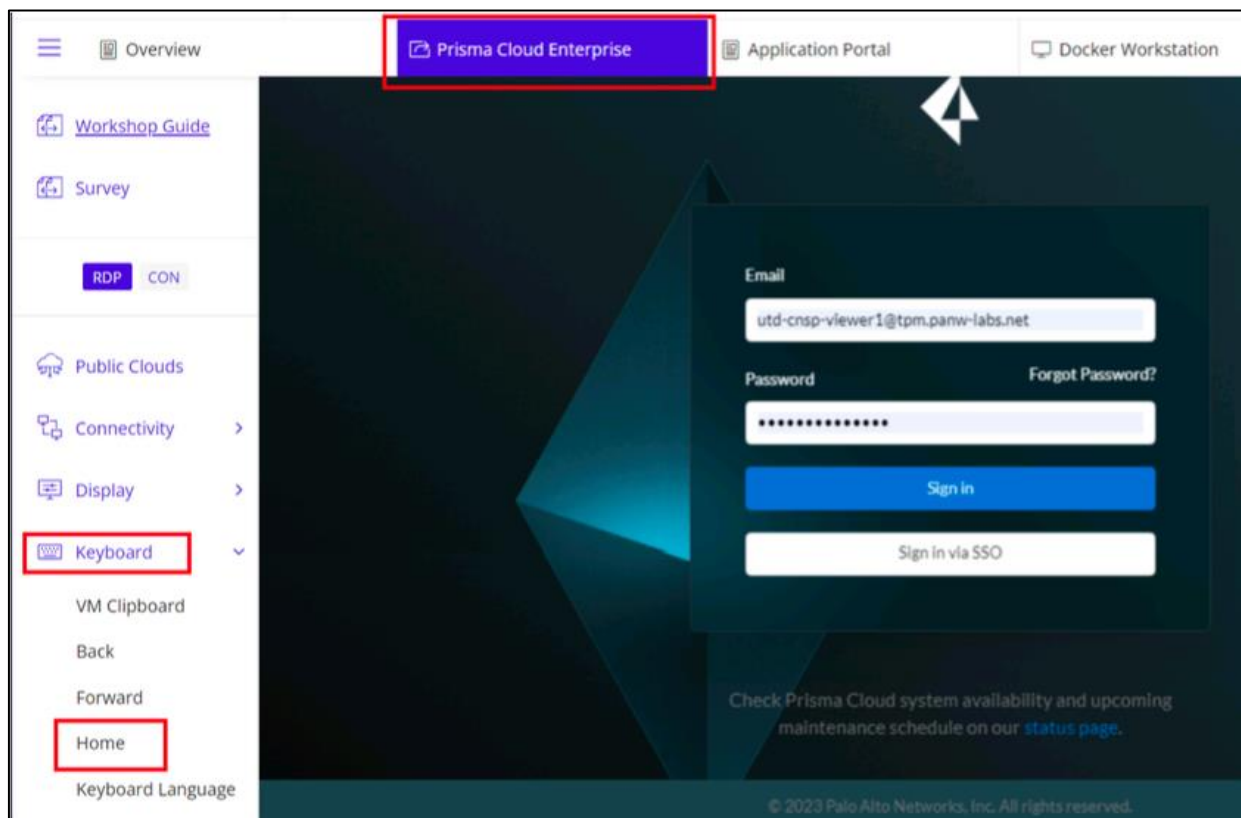 Overview
Prisma Cloud Enterprise
Application Portal
Docker Workstation
Workshop Guide
Survey
RDP CON
Public Clouds
Connectivity
Display
Keyboard
VM Clipboard
Back
Forward
Home
Keyboard Language
Email
utd-cnsp-viewer1@tpm.panw-labs.net
Password
Forgot Password?
••••••••••••••
Sign in
Sign in via SSO
Check Prisma Cloud system availability and upcoming
maintenance schedule on our status page.
© 2023 Palo Alto Networks, Inc. All rights reserved.